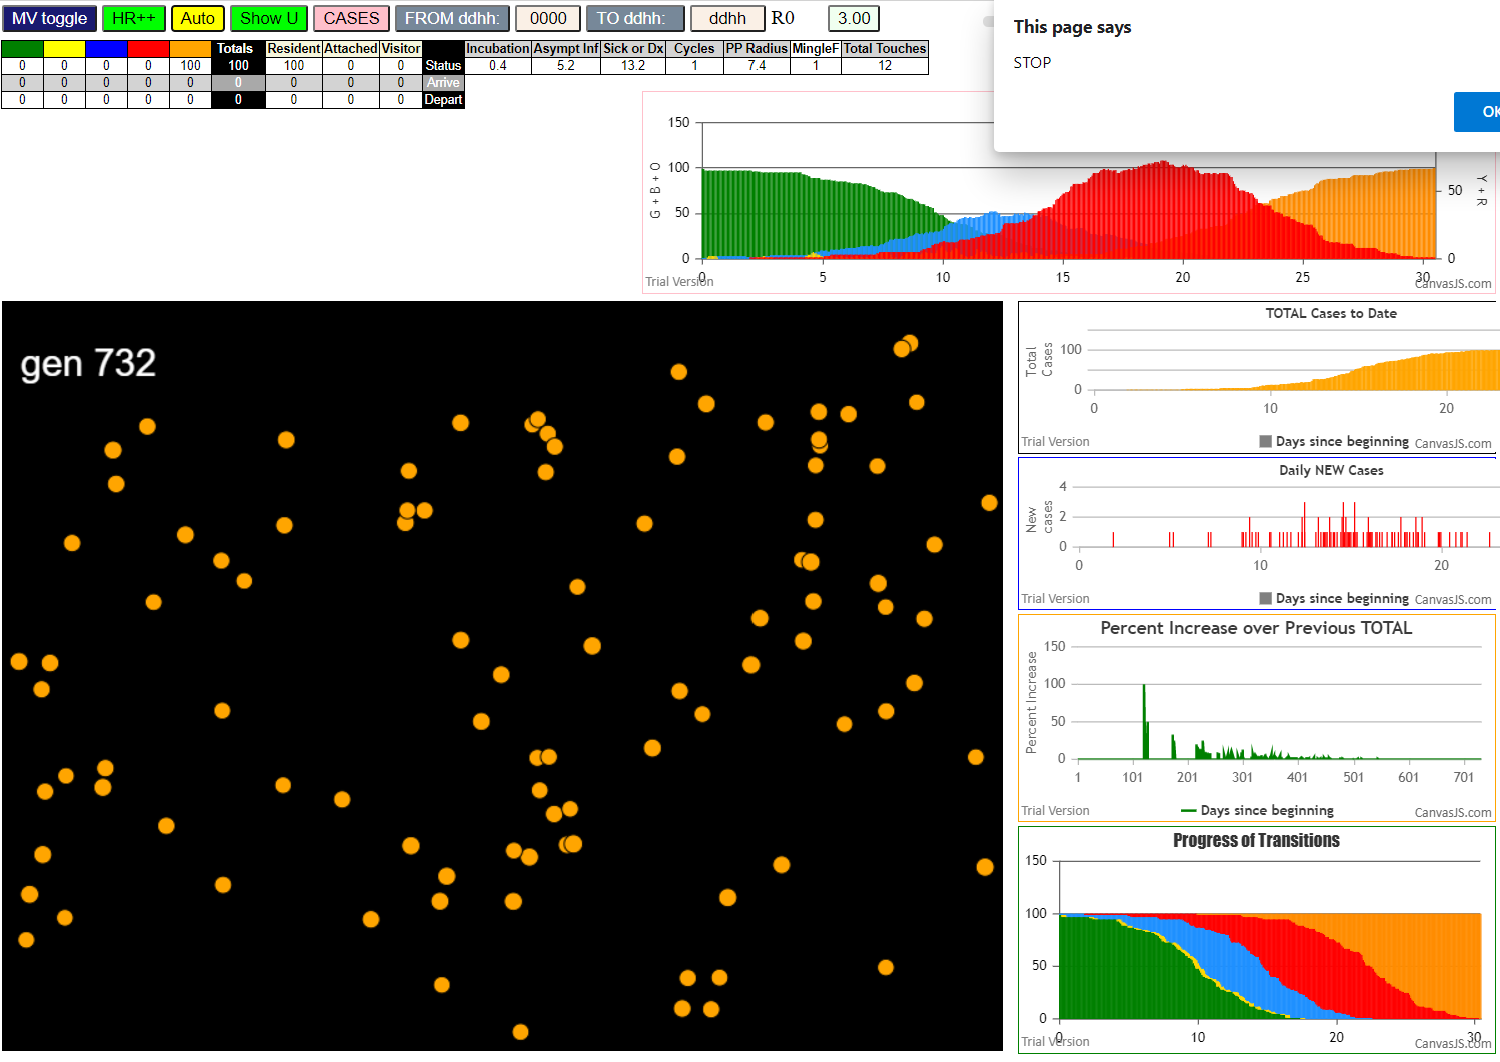 MV toggle HR++ Auto Show U CASES FROM ddhh: 0000 TO ddhh: ddhh R0 3.00
This page says
STOP
OK
Totals Resident Attached Visitor Incubation Asympt Inf Sick or Dx Cycles PP Radius MingleF Total Touches
0 0 0 0 100 100 100 0 0 Status 0.4 5.2 13.2 1 7.4 1 12
0 0 0 0 0 0 0 0 0 Arrive
0 0 0 0 0 0 0 0 0 Depart
150
100
50
0
G + B + O
50
0
Y + R
0 5 10 15 20 25 30
Trial Version CanvasJS.com
gen 732
TOTAL Cases to Date
Total Cases
100
0
0 10 20
Days since beginning
Trial Version CanvasJS.com
Daily NEW Cases
New cases
4
2
0
0 10 20
Days since beginning
Trial Version CanvasJS.com
Percent Increase over Previous TOTAL
Percent Increase
150
100
50
0
1 101 201 301 401 501 601 701
Days since beginning
Trial Version CanvasJS.com
Progress of Transitions
150
100
50
0
0 10 20 30
Trial Version CanvasJS.com